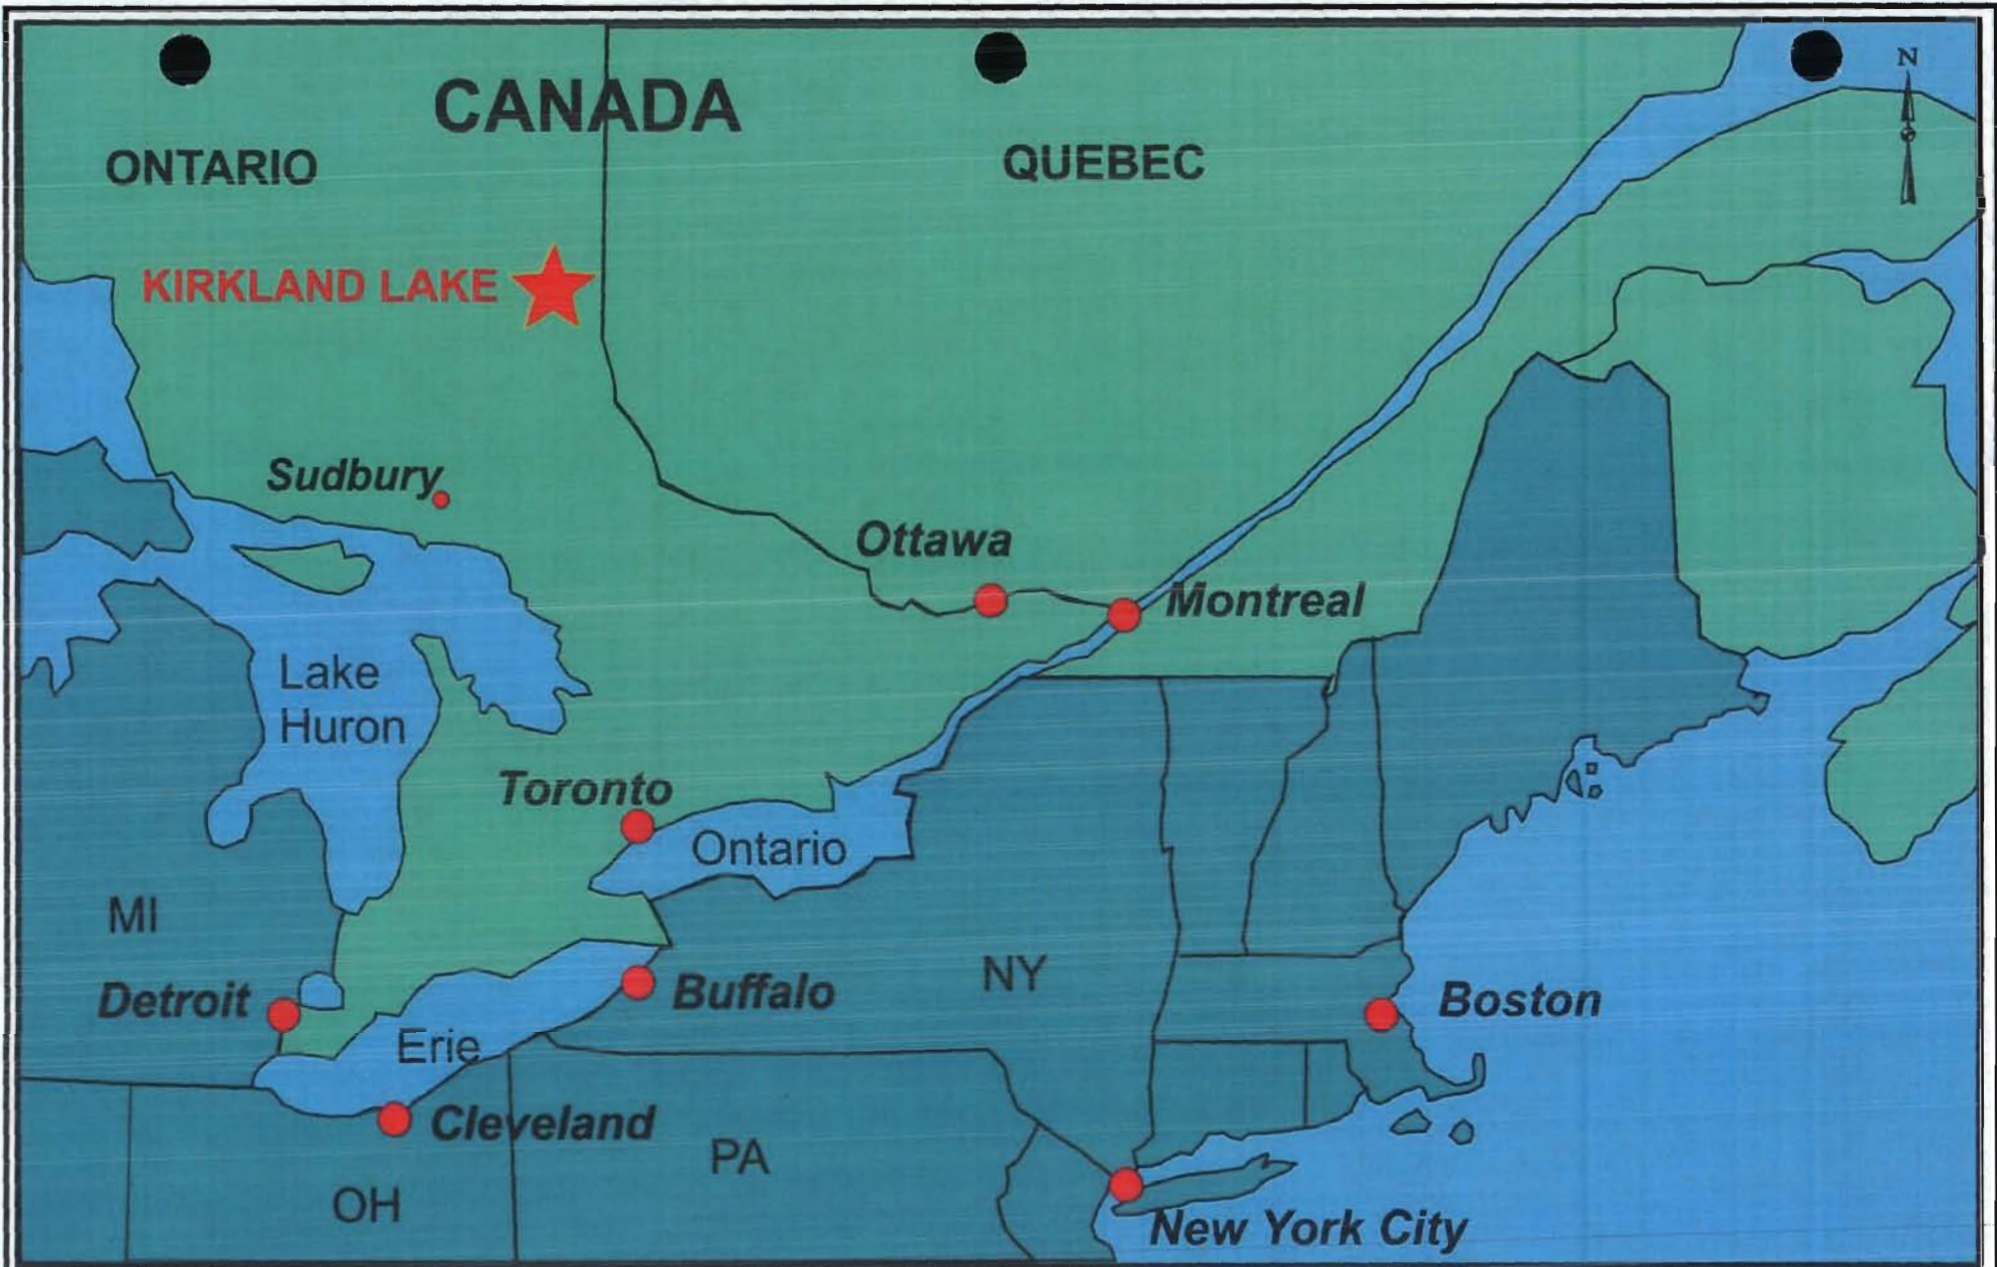 N
CANADA
ONTARIO
QUEBEC
KIRKLAND LAKE
Sudbury
Ottawa
Montreal
Lake
Huron
Toronto
Ontario
MI
NY
Detroit
Buffalo
Boston
Erie
Cleveland
PA
OH
New York City